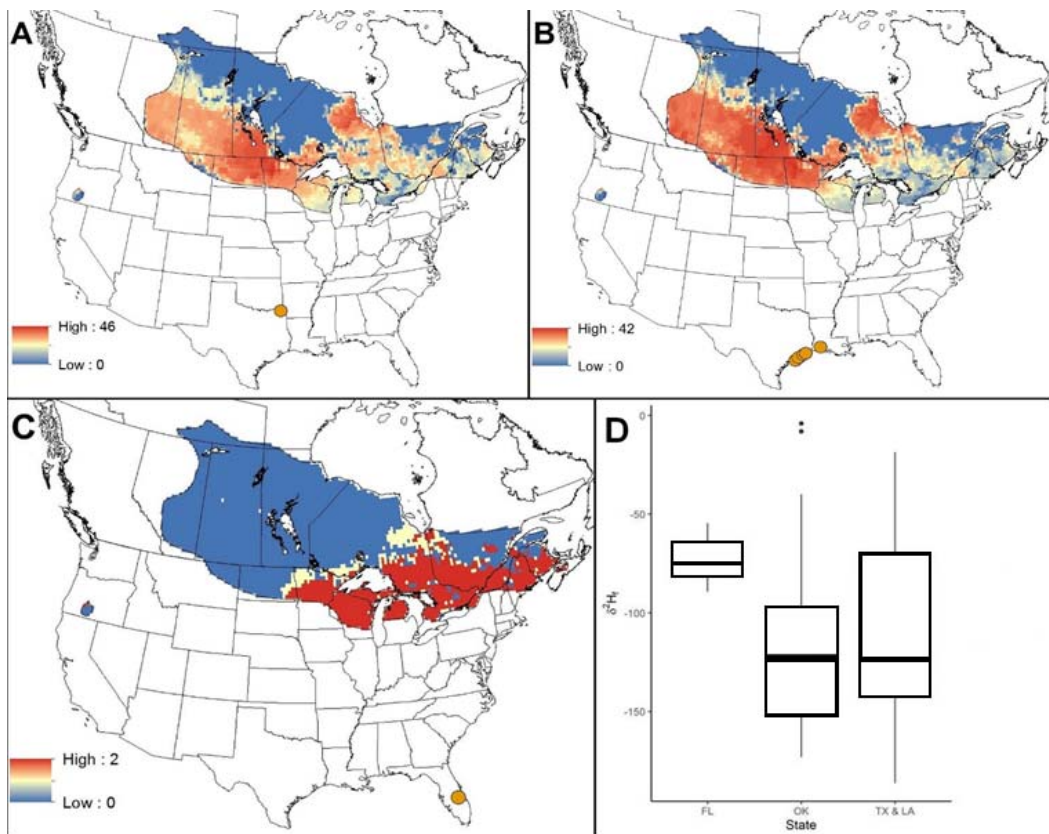 A
High : 46
Low : 0
B
High : 42
Low : 0
C
High : 2
Low : 0
D
0
-50
-100
-150
δ²Hf
FL
OK
TX & LA
State